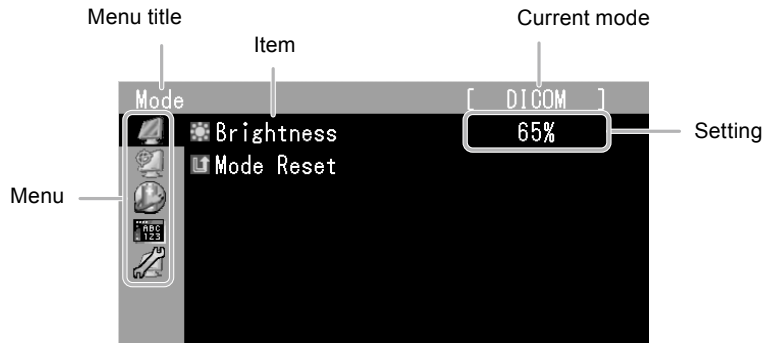 Menu title
Current mode
Item
Mode [ DICOM ]
Brightness 65%
Setting
Mode Reset
Menu
ABC
123